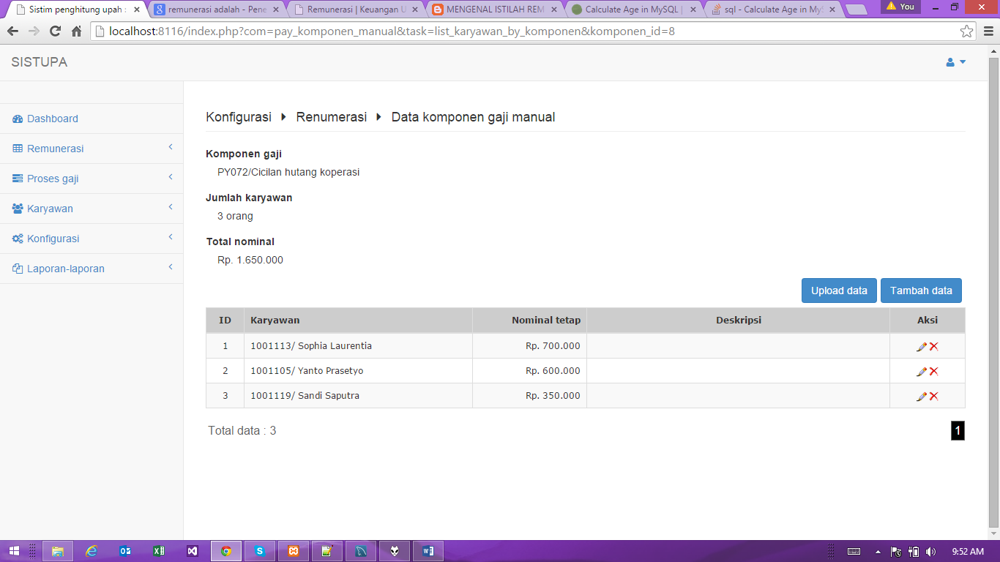 Sistim penghitung upah :
remunerasi adalah - Pene
Remunerasi | Keuangan U
MENGENAL ISTILAH REM
Calculate Age in MySQL |
sql - Calculate Age in MyS
You
localhost:8116/index.php?com=pay_komponen_manual&task=list_karyawan_by_komponen&komponen_id=8
SISTUPA
Dashboard
Remunerasi
Proses gaji
Karyawan
Konfigurasi
Laporan-laporan
Konfigurasi Renumerasi Data komponen gaji manual
Komponen gaji
PY072/Cicilan hutang koperasi
Jumlah karyawan
3 orang
Total nominal
Rp. 1.650.000
Upload data Tambah data
ID Karyawan Nominal tetap Deskripsi Aksi
1 1001113/ Sophia Laurentia Rp. 700.000
2 1001105/ Yanto Prasetyo Rp. 600.000
3 1001119/ Sandi Saputra Rp. 350.000
Total data : 3 1
9:52 AM